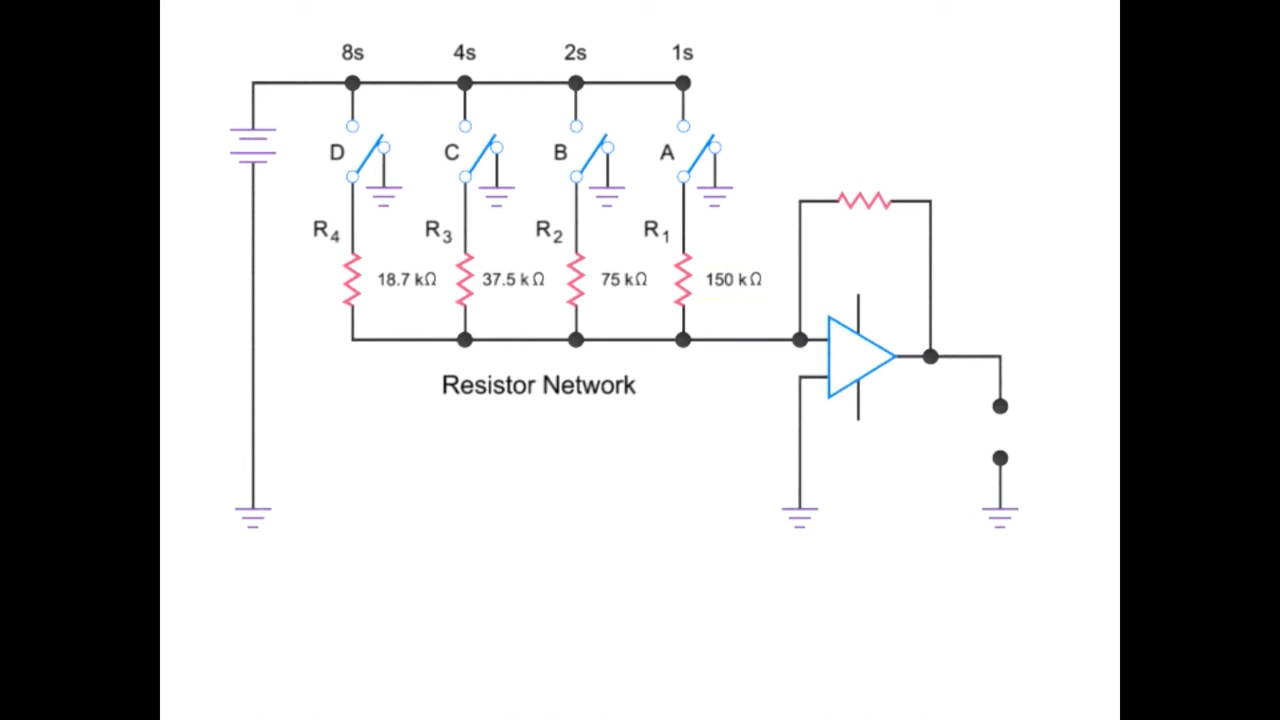 8s 4s 2s 1s
D C B A
R4 R3 R2 R1
18.7 kΩ 37.5 kΩ 75 kΩ 150 kΩ
Resistor Network